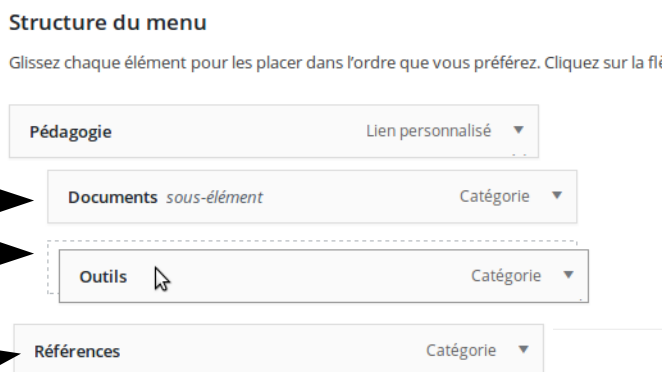 Structure du menu
Glissez chaque élément pour les placer dans l’ordre que vous préférez. Cliquez sur la
Pédagogie Lien personnalisé
Documents sous-élément Catégorie
Outils Catégorie
Références Catégorie